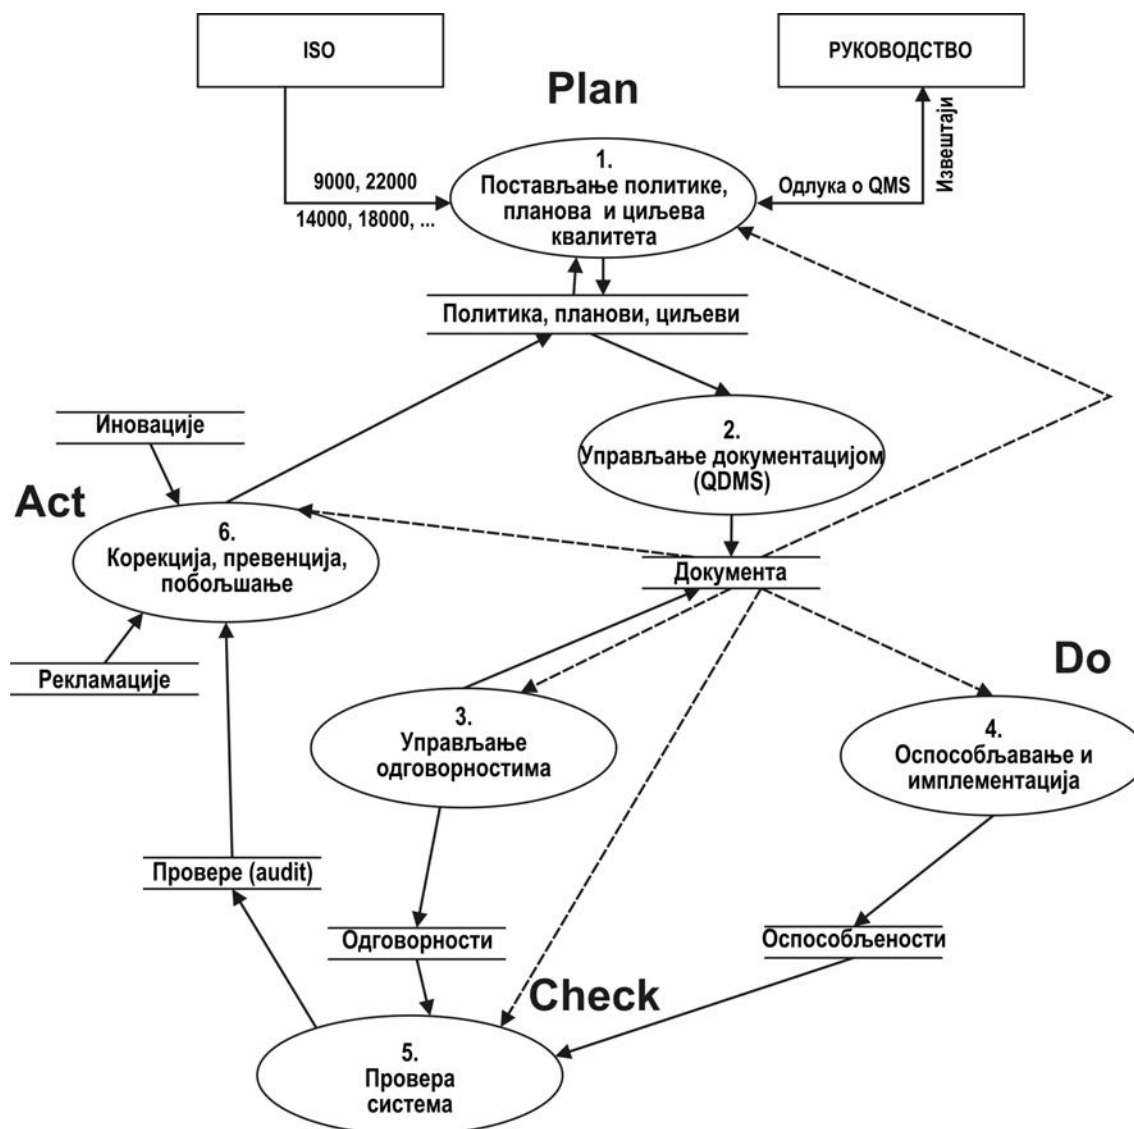 ISO
РУКОВОДСТВО
Plan
9000, 22000
14000, 18000, ...
1.
Постављање политике,
планова и циљева
квалитета
Одлука о QMS
Извештаји
Политика, планови, циљеви
Иновације
2.
Управљање документацијом
(QDMS)
Act
6.
Корекција, превенција,
побољшање
Документа
Рекламације
Do
3.
Управљање
одговорностима
4.
Оспособљавање и
имплементација
Провере (audit)
Одговорности
Оспособљености
Check
5.
Провера
система